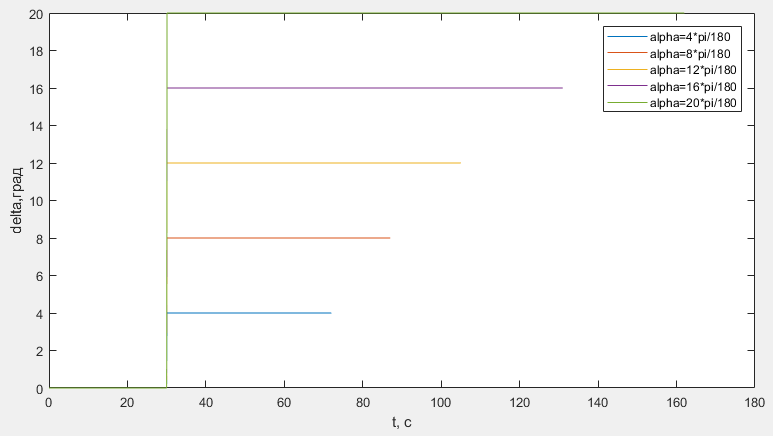 20
18
16
14
12
10
8
6
4
2
0
delta,град
0 20 40 60 80 100 120 140 160 180
t, c
alpha=4*pi/180
alpha=8*pi/180
alpha=12*pi/180
alpha=16*pi/180
alpha=20*pi/180